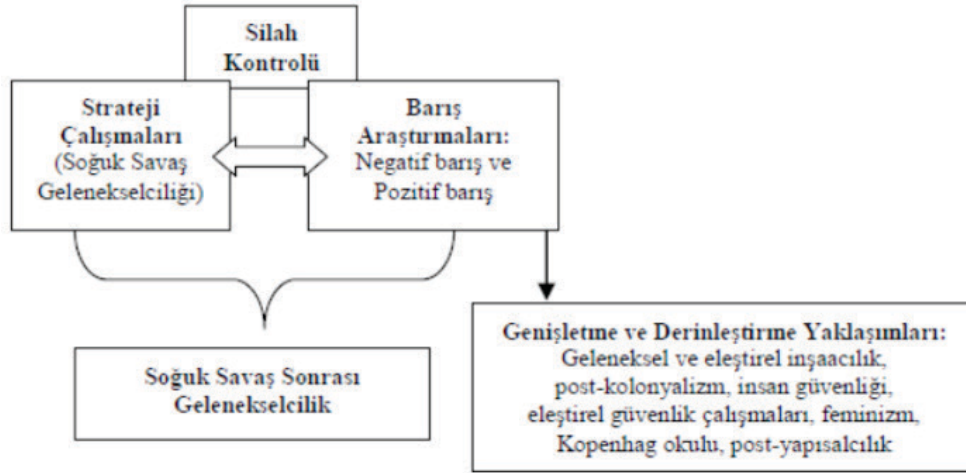 Silah
Kontrolü
Strateji
Çalışmaları
(Soğuk Savaş
Gelenekselciliği)
Barış
Araştırmaları:
Negatif barış ve
Pozitif barış
Soğuk Savaş Sonrası
Gelenekselcilik
Genişletme ve Derinleştirme Yaklaşımları:
Geleneksel ve eleştirel inşaacılık,
post-kolonyalizm, insan güvenliği,
eleştirel güvenlik çalışmaları, feminizm,
Kopenhag okulu, post-yapısalcılık